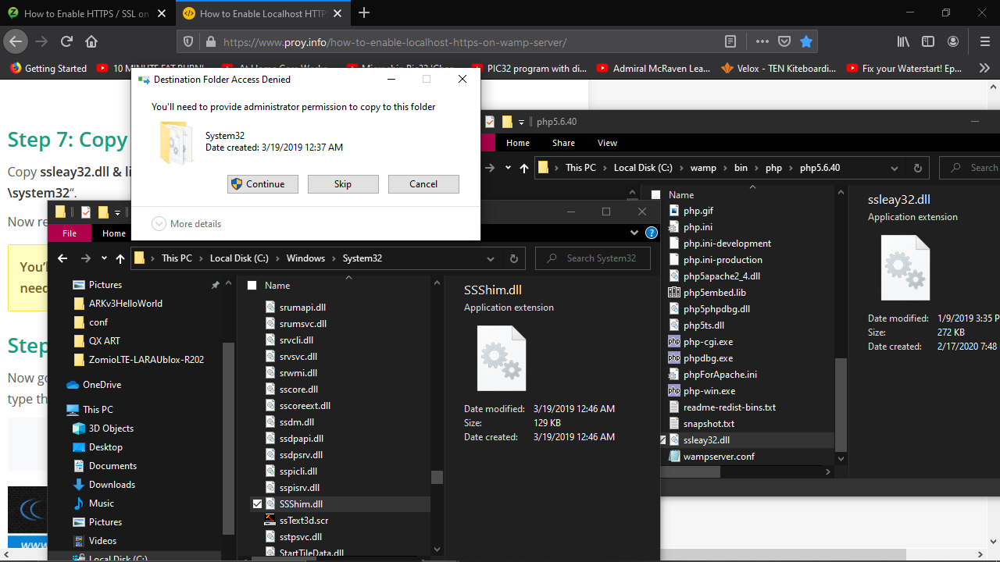 How to Enable HTTPS / SSL on
How to Enable Localhost HTTPS
https://www.proy.info/how-to-enable-localhost-https-on-wamp-server/
Getting Started
10 MINUTE FAT BURN!
At Home Core Worko
Microchip Pic32 'Chan
PIC32 program with di...
Admiral McRaven Lea...
Velox – TEN Kiteboardi...
Fix your Waterstart! Ep...
Destination Folder Access Denied
You'll need to provide administrator permission to copy to this folder
System32
Date created: 3/19/2019 12:37 AM
Continue
Skip
Cancel
More details
Step 7: Copy
Copy ssleay32.dll & li
\system32“.
Now re
You'l
need
Step
Now go
type th
www
php5.6.40
Home
Share
View
This PC
Local Disk (C:)
wamp
bin
php
php5.6.40
Search
Name
php.gif
php.ini
php.ini-development
php.ini-production
php5apache2_4.dll
php5embed.lib
php5phpdbg.dll
php5ts.dll
php-cgi.exe
phpdbg.exe
phpForApache.ini
php-win.exe
readme-redist-bins.txt
snapshot.txt
ssleay32.dll
wampserver.conf
ssleay32.dll
Application extension
Date modified: 1/9/2019 3:35 P
Size: 272 KB
Date created: 2/17/2020 7:48
File
Home
This PC
Local Disk (C:)
Windows
System32
Search System32
Pictures
ARKv3HelloWorld
conf
QX ART
ZomioLTE-LARAUblox-R202
OneDrive
This PC
3D Objects
Desktop
Documents
Downloads
Music
Pictures
Videos
Local Disk (C:)
Name
srumapi.dll
srumsvc.dll
srvcli.dll
srvsvc.dll
srwmi.dll
sscore.dll
sscoreext.dll
ssdm.dll
ssdpapi.dll
ssdpsrv.dll
sspicli.dll
sspisrv.dll
SSShim.dll
ssText3d.scr
sstpsvc.dll
StartTileData.dll
SSShim.dll
Application extension
Date modified: 3/19/2019 12:46 AM
Size: 129 KB
Date created: 3/19/2019 12:46 AM